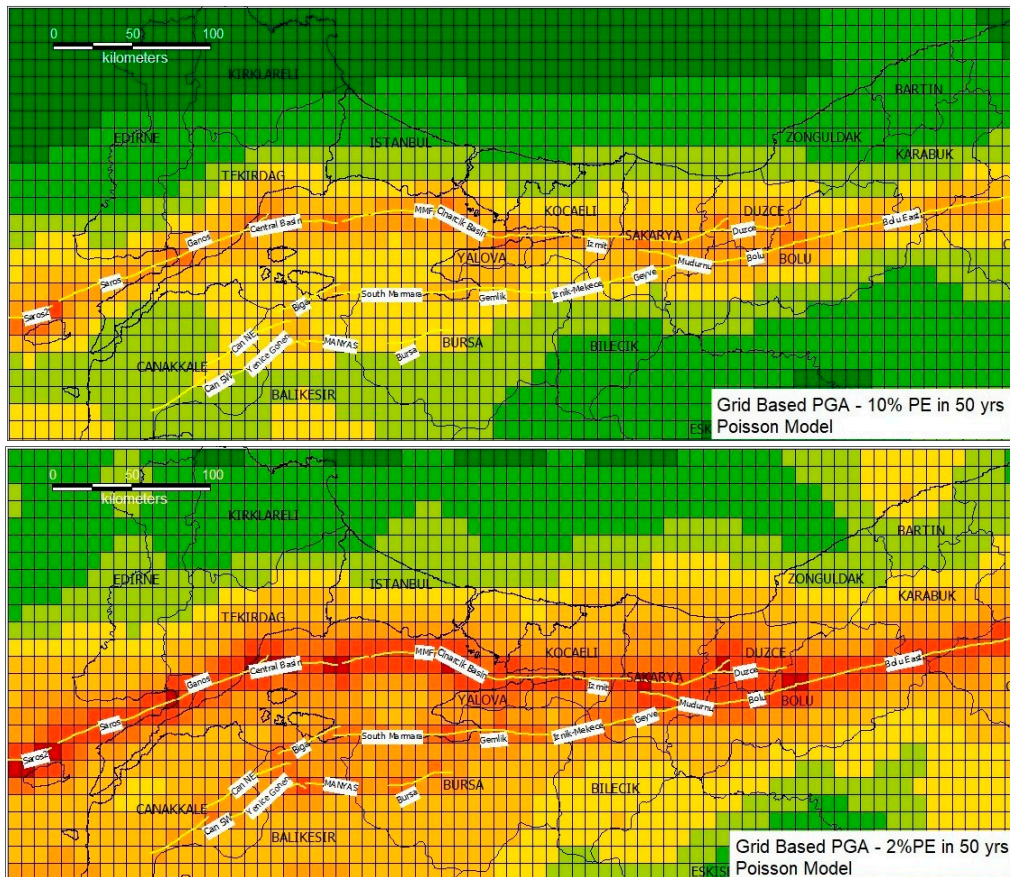 0 50 100
kilometers
KIRKLARELI
BARTIN
EDIRNE
ISTANBUL
ZONGULDAK
KARABUK
TEKIRDAG
KOCAELI
DUZCE
MMF
Cinarcik Basin
Bolu East
Central Basin
Ganos
Duzce
SAKARYA
Izmit
YALOVA
Bolu
BOLU
Mudurnu
Saros
Geyve
Iznik-Mekece
South Marmara
Gemlik
Biga
Saros2
Can NE
MANYAS
BURSA
Bursa
BILECIK
Yenice Gonen
CANAKKALE
Can SW
BALIKESIR
Grid Based PGA - 10% PE in 50 yrs
Poisson Model
0 50 100
kilometers
KIRKLARELI
BARTIN
EDIRNE
ISTANBUL
ZONGULDAK
KARABUK
TEKIRDAG
KOCAELI
DUZCE
MMF
Cinarcik Basin
Bolu East
Central Basin
Ganos
Duzce
SAKARYA
Izmit
YALOVA
Bolu
BOLU
Mudurnu
Saros
Geyve
Iznik-Mekece
South Marmara
Gemlik
Biga
Saros2
Can NE
MANYAS
BURSA
Bursa
BILECIK
Yenice Gonen
CANAKKALE
Can SW
BALIKESIR
Grid Based PGA - 2%PE in 50 yrs
Poisson Model